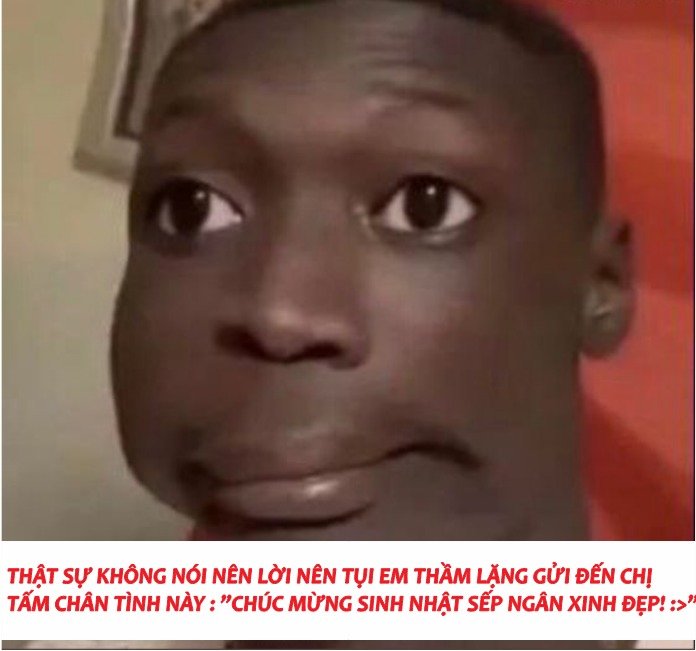 THẬT SỰ KHÔNG NÓI NÊN LỜI NÊN TỤI EM THẦM LẶNG GỬI ĐẾN CHỊ
TẤM CHÂN TÌNH NÀY : "CHÚC MỪNG SINH NHẬT SẾP NGÂN XINH ĐẸP! :>"